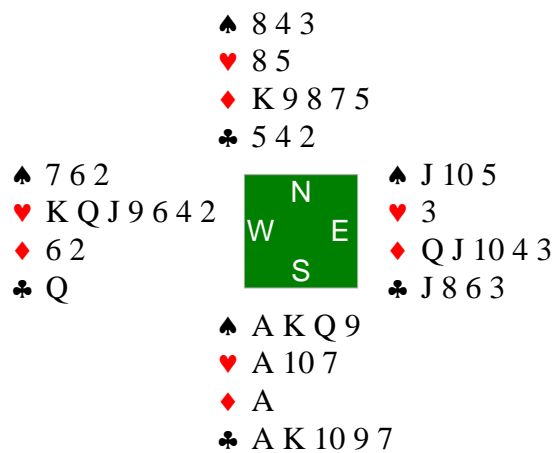 ♠ 8 4 3
♥ 8 5
♦ K 9 8 7 5
♣ 5 4 2
♠ 7 6 2
♥ K Q J 9 6 4 2
♦ 6 2
♣ Q
N
W E
S
♠ J 10 5
♥ 3
♦ Q J 10 4 3
♣ J 8 6 3
♠ A K Q 9
♥ A 10 7
♦ A
♣ A K 10 9 7